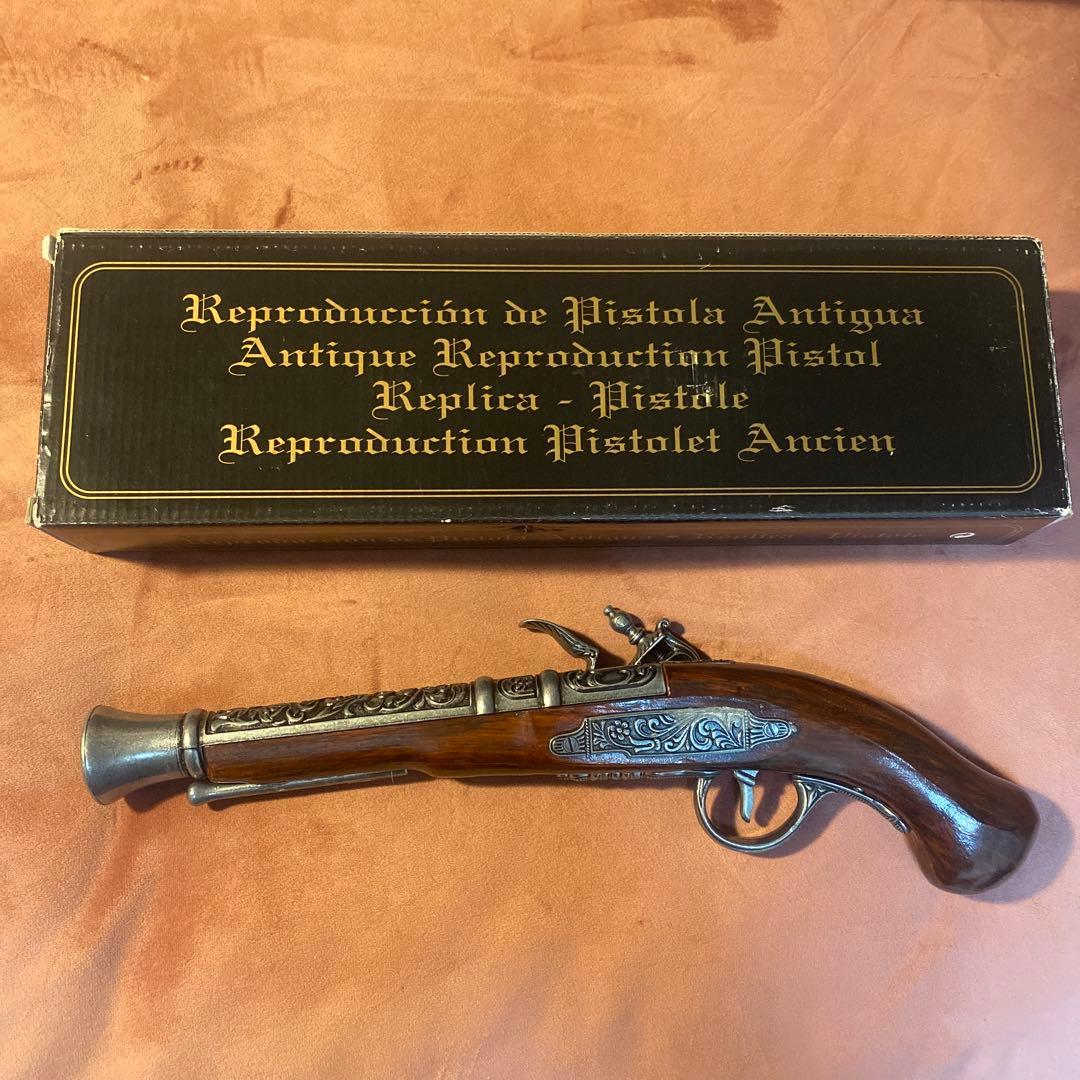 Reproducción de Pistola Antigua
Antique Reproduction Pistol
Replica - Pistole
Reproduction Pistolet Ancien